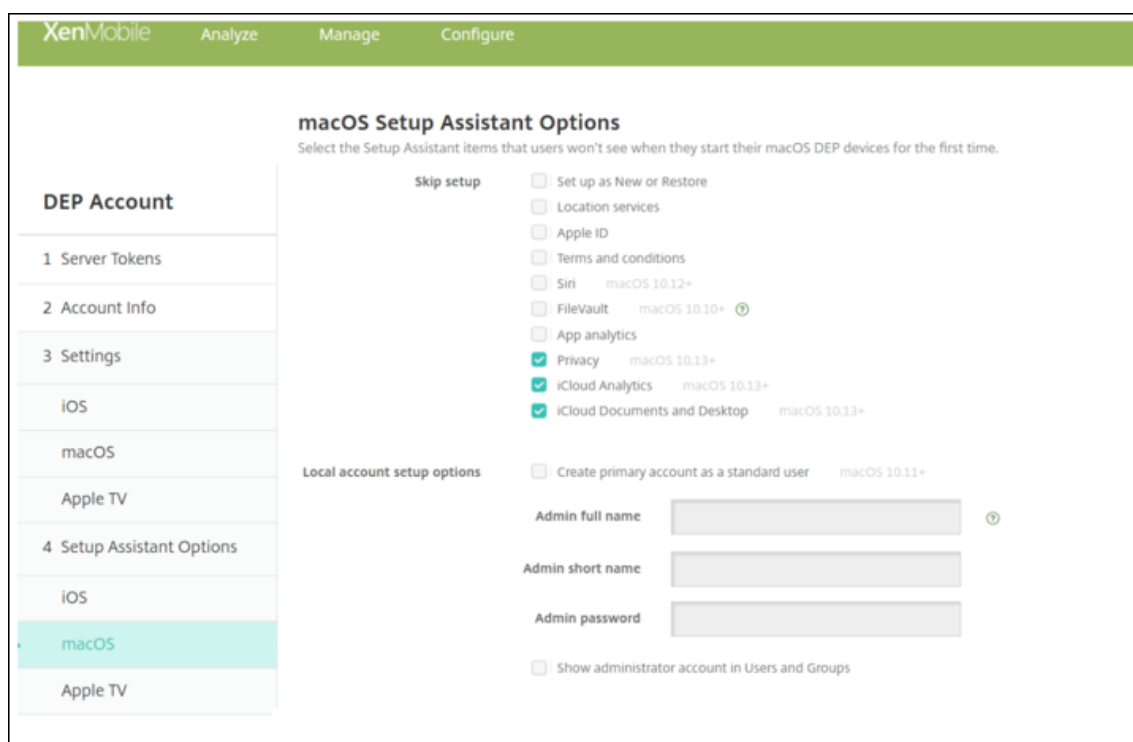 XenMobile Analyze Manage Configure
macOS Setup Assistant Options
Select the Setup Assistant items that users won't see when they start their macOS DEP devices for the first time.
DEP Account
1 Server Tokens
2 Account Info
3 Settings
iOS
macOS
Apple TV
4 Setup Assistant Options
iOS
macOS
Apple TV
Skip setup
Set up as New or Restore
Location services
Apple ID
Terms and conditions
Siri macOS 10.12+
FileVault macOS 10.10+ ?
App analytics
Privacy macOS 10.13+
iCloud Analytics macOS 10.13+
iCloud Documents and Desktop macOS 10.13+
Local account setup options
Create primary account as a standard user macOS 10.11+
Admin full name ?
Admin short name
Admin password
Show administrator account in Users and Groups